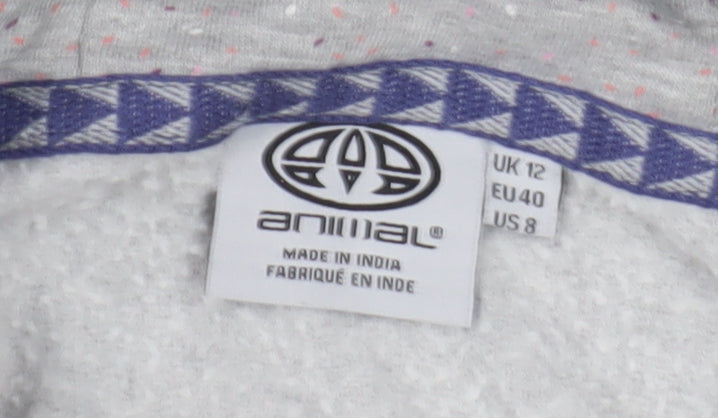 animal®
MADE IN INDIA
FABRIQUÉ EN INDE
UK 12
EU 40
US 8